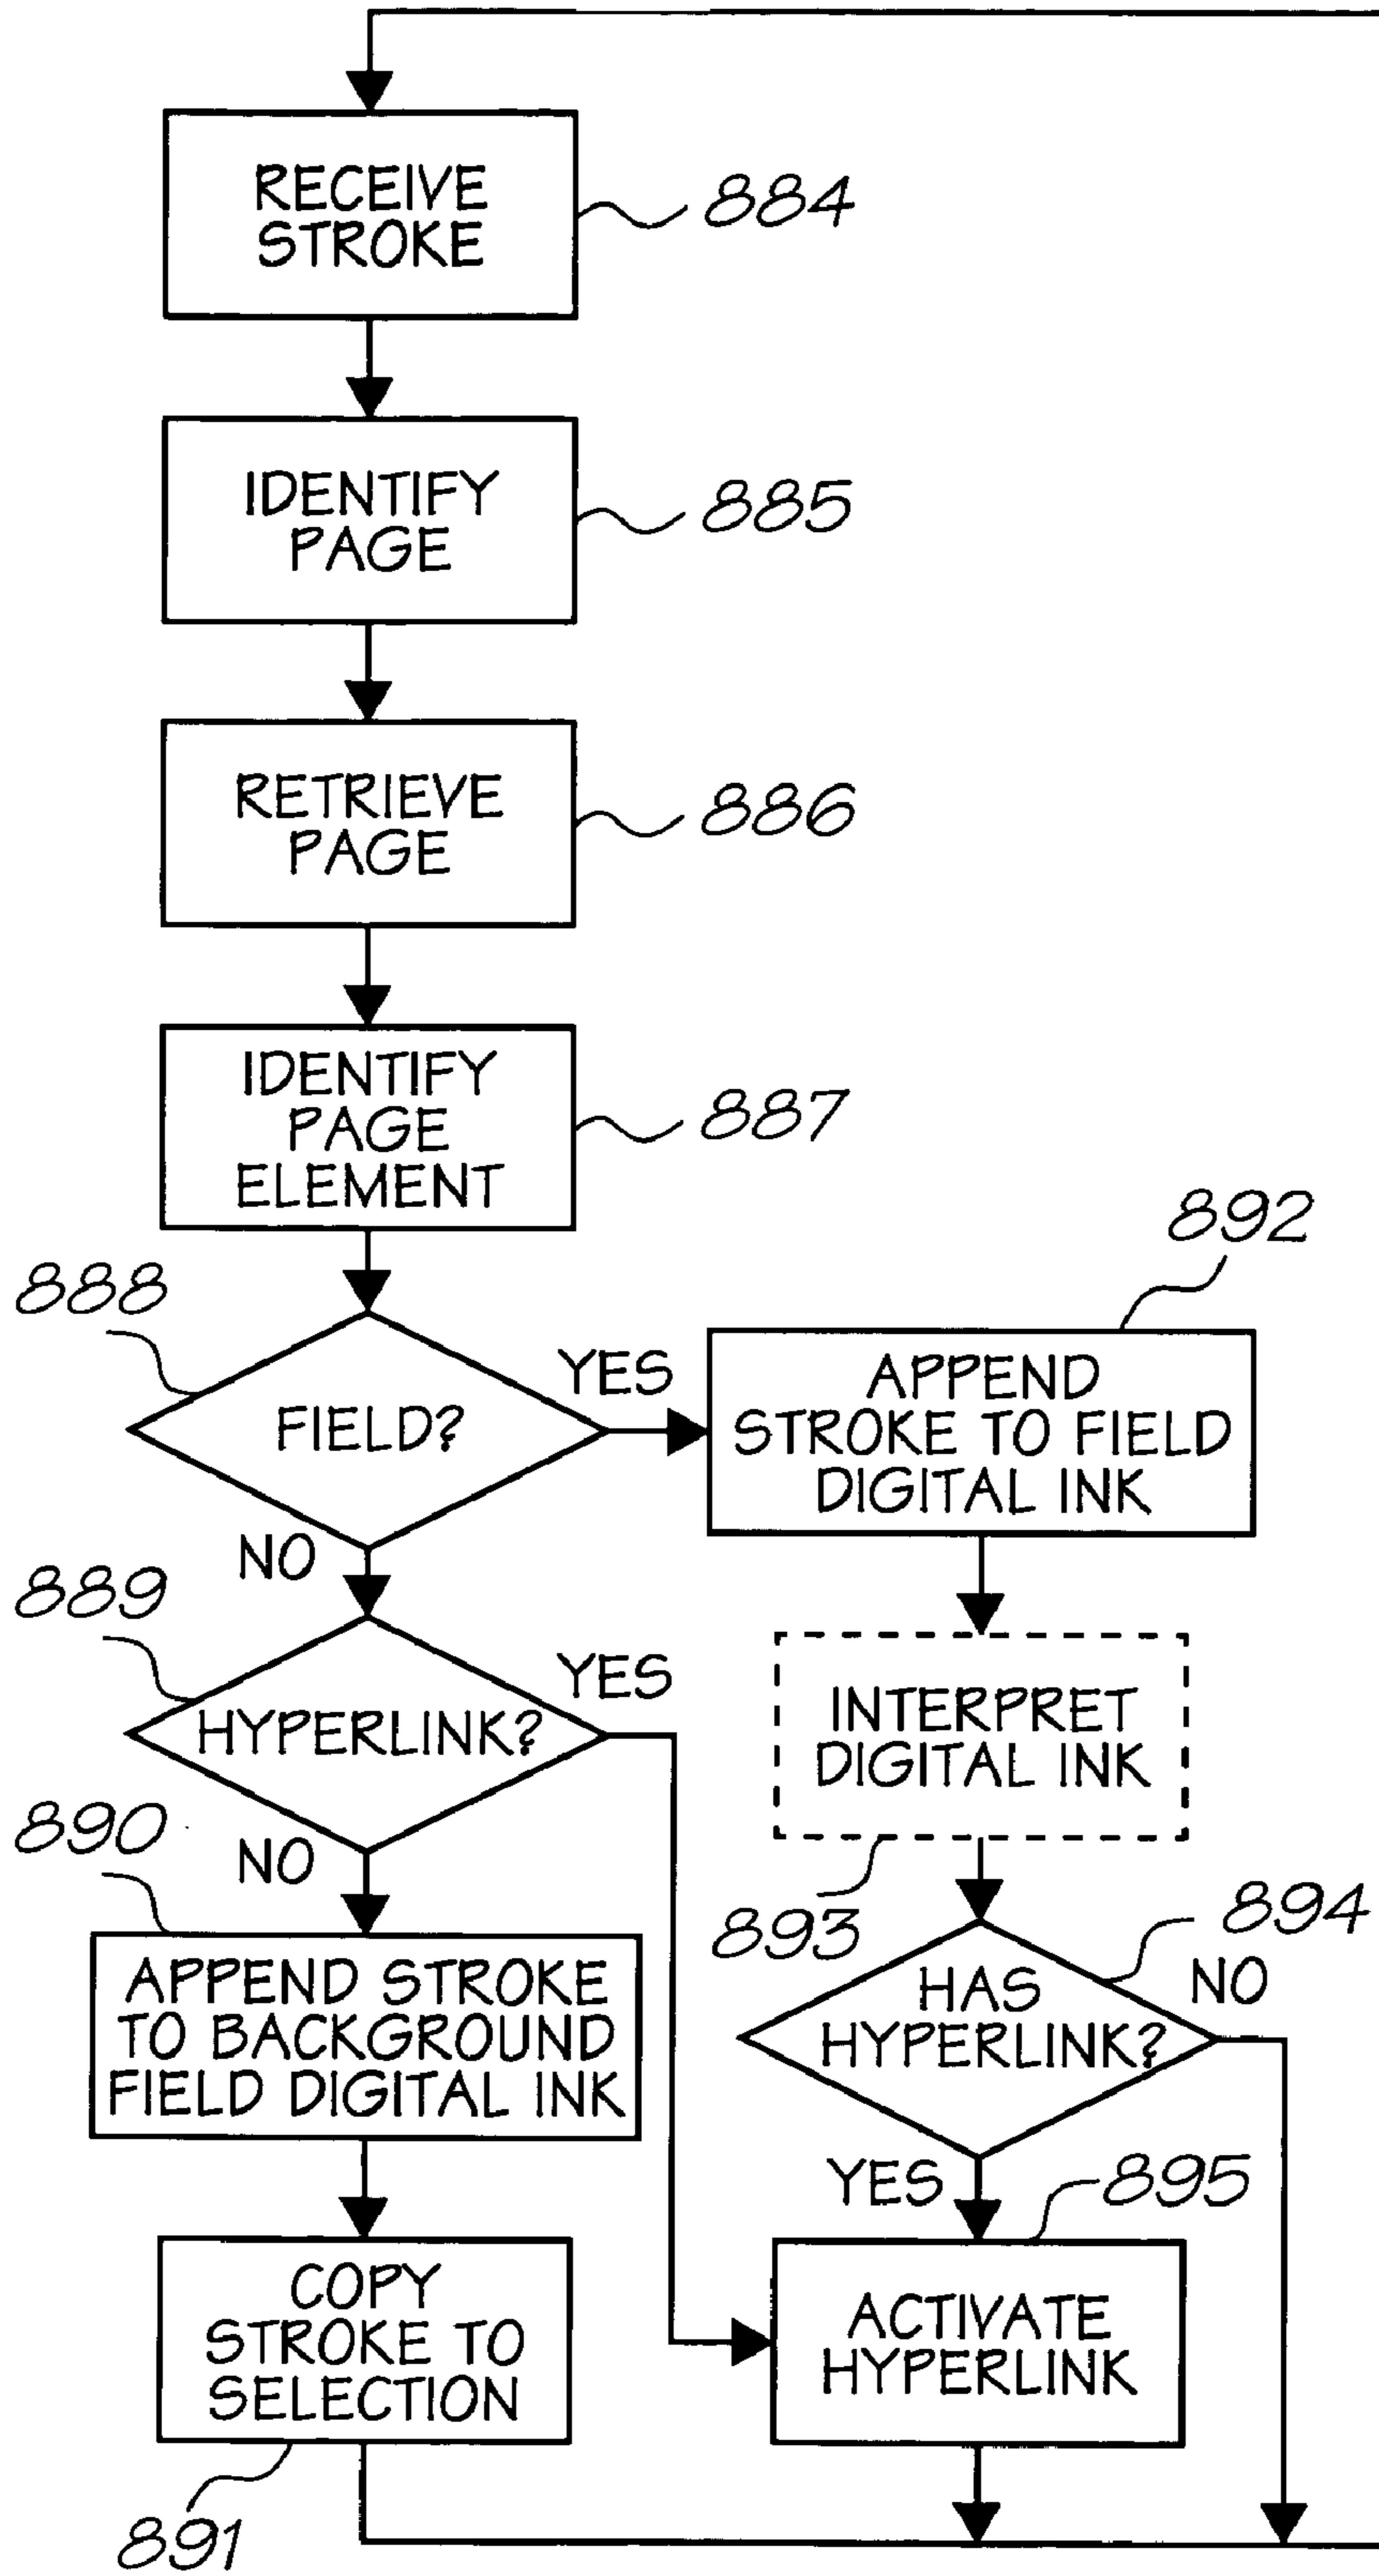 RECEIVE
STROKE
884
IDENTIFY
PAGE
885
RETRIEVE
PAGE
886
IDENTIFY
PAGE
ELEMENT
887
888
FIELD?
YES
NO
892
APPEND
STROKE TO FIELD
DIGITAL INK
889
HYPERLINK?
YES
NO
INTERPRET
DIGITAL INK
893
890
APPEND STROKE
TO BACKGROUND
FIELD DIGITAL INK
894
HAS
HYPERLINK?
NO
YES
895
COPY
STROKE TO
SELECTION
891
ACTIVATE
HYPERLINK